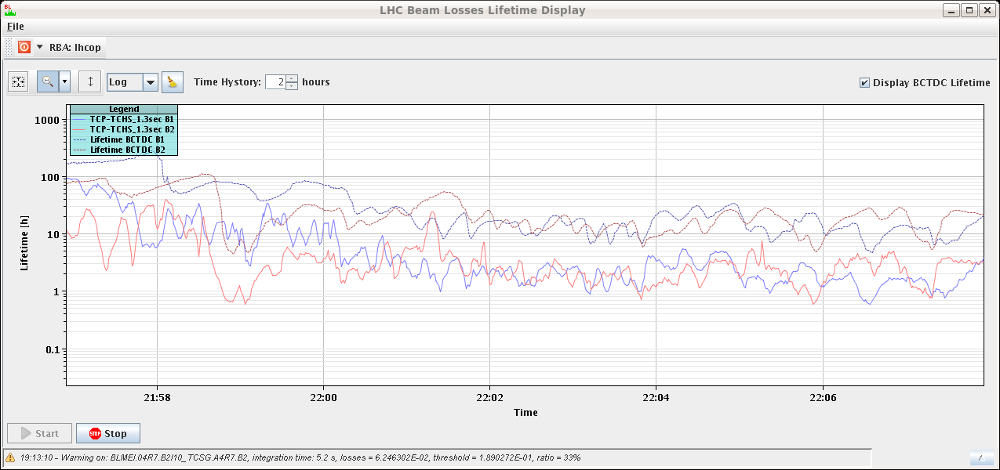 BL
LHC Beam Losses Lifetime Display
File
RBA: lhcop
Log
Time Hystory: 2 hours
Display BCTDC Lifetime
Legend
TCP-TCHS_1.3sec B1
TCP-TCHS_1.3sec B2
Lifetime BCTDC B1
Lifetime BCTDC B2
1000
100
10
1
0.1
Lifetime [h]
21:58
22:00
22:02
22:04
22:06
Time
Start
STOP Stop
19:13:10 - Warning on: BLMEI.04R7.B2I10_TCSG.A4R7.B2, integration time: 5.2 s, losses = 6.246302E-02, threshold = 1.890272E-01, ratio = 33%